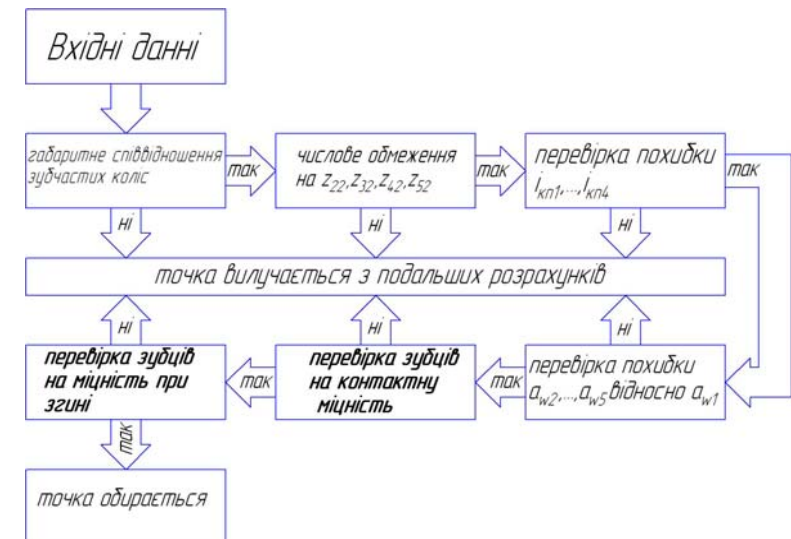 Вхідні данні
габаритне співвідношення
зубчастих коліс
так
числове обмеження
на z22,z32,z42,z52
так
перевірка похибки
iкп1,...,iкп4
так
ні
ні
ні
точка вилучається з подальших розрахунків
ні
ні
ні
перевірка зубців
на міцність при
згині
так
перевірка зубців
на контактну
міцність
так
перевірка похибки
aw2,...,aw5 відносно aw1
так
так
точка обирається